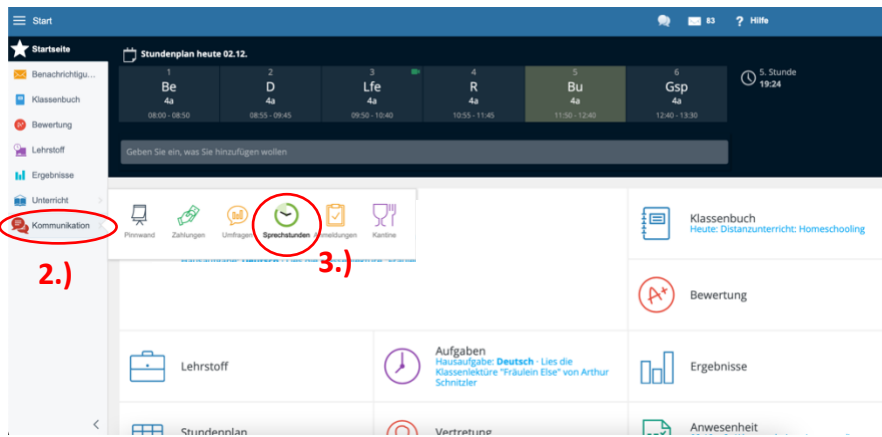 Start
83
? Hilfe
Startseite
Stundenplan heute 02.12.
1
Be
4a
08:00 - 08:50
2
D
4a
08:55 - 09:45
3
Lfe
4a
09:50 - 10:40
4
R
4a
10:55 - 11:45
5
Bu
4a
11:50 - 12:40
6
Gsp
4a
12:40 - 13:30
5. Stunde
19:24
Geben Sie ein, was Sie hinzufügen wollen
Benachrichtigu...
Klassenbuch
Bewertung
Lehrstoff
Ergebnisse
Unterricht
Kommunikation
2.)
Pinnwand
Zahlungen
Umfragen
Sprechstunden
Anmeldungen
Kantine
3.)
Klassenbuch
Heute: Distanzunterricht: Homeschooling
A+
Bewertung
Lehrstoff
Aufgaben
Hausaufgabe: Deutsch - Lies die
Klassenlektüre "Fräulein Else" von Arthur
Schnitzler
Ergebnisse
Stundenplan
Vertretung
Anwesenheit